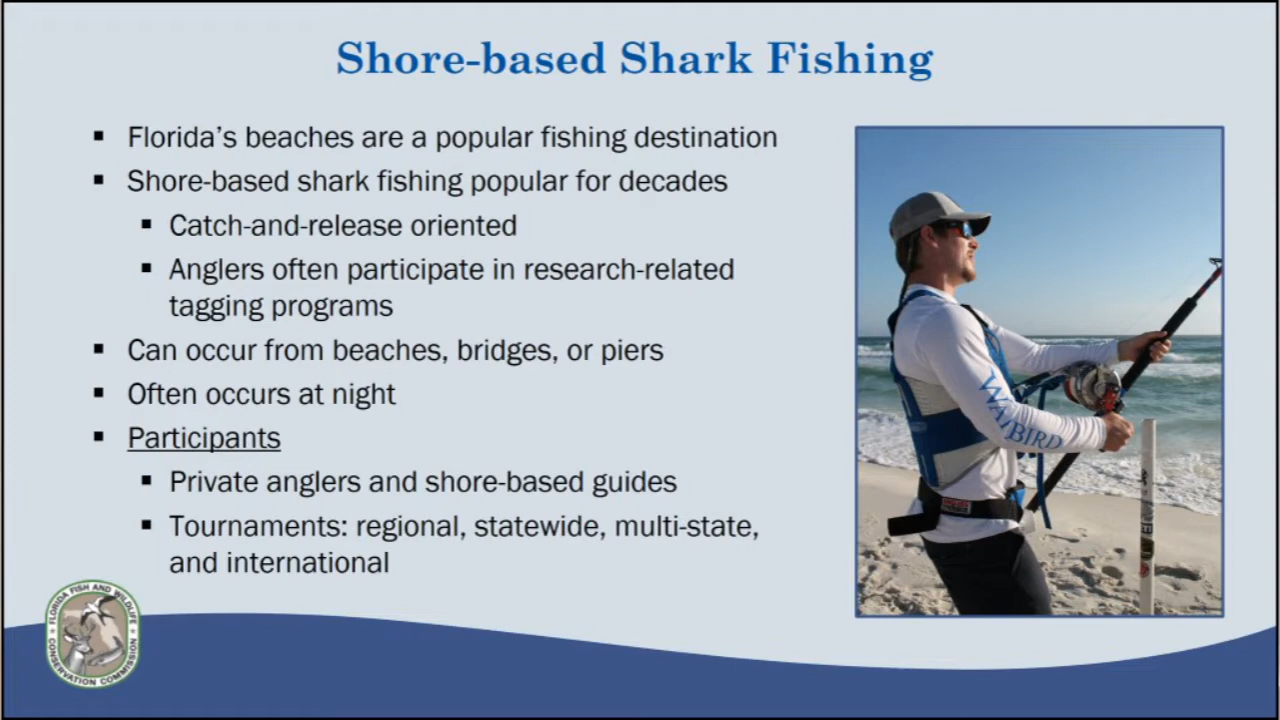 Shore-based Shark Fishing
▪ Florida's beaches are a popular fishing destination
▪ Shore-based shark fishing popular for decades
▪ Catch-and-release oriented
▪ Anglers often participate in research-related
tagging programs
▪ Can occur from beaches, bridges, or piers
▪ Often occurs at night
▪ Participants
▪ Private anglers and shore-based guides
▪ Tournaments: regional, statewide, multi-state,
and international
WAYBIRD
FLORIDA FISH AND WILDLIFE
CONSERVATION COMMISSION